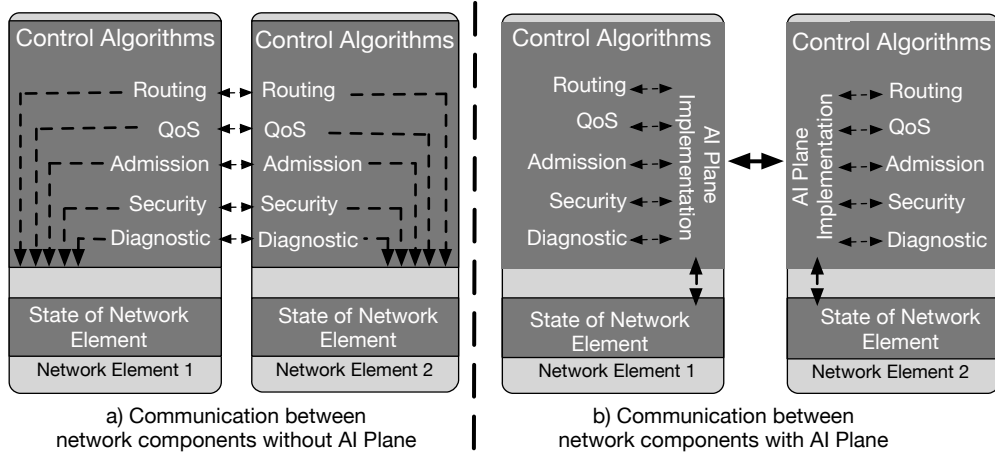 Control Algorithms
Routing
QoS
Admission
Security
Diagnostic
State of Network
Element
Network Element 1
Control Algorithms
Routing
QoS
Admission
Security
Diagnostic
State of Network
Element
Network Element 2
a) Communication between
network components without AI Plane
Control Algorithms
Routing
QoS
Admission
Security
Diagnostic
AI Plane
Implementation
State of Network
Element
Network Element 1
Control Algorithms
AI Plane
Implementation
Routing
QoS
Admission
Security
Diagnostic
State of Network
Element
Network Element 2
b) Communication between
network components with AI Plane